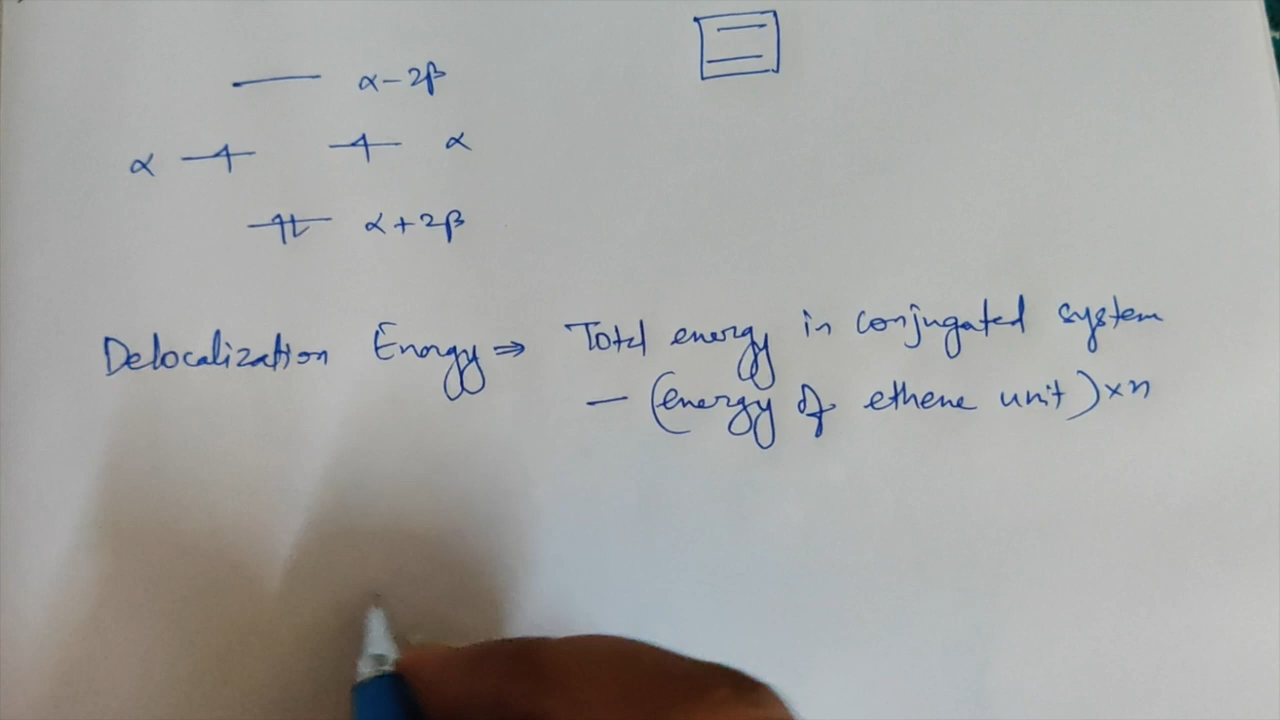 α-2β
α α
α+2β
Delocalization Energy ⇒ Total energy in conjugated system
- (energy of ethene unit)×n